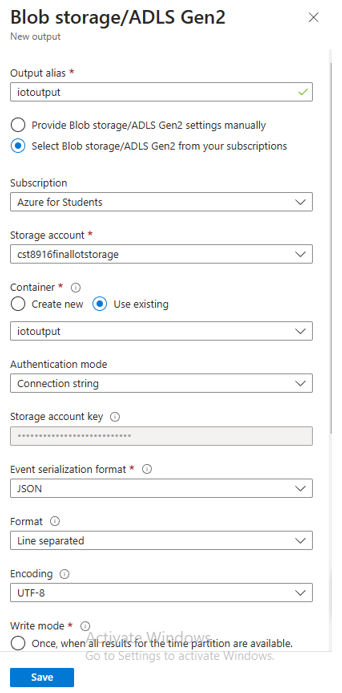 Blob storage/ADLS Gen2
New output
Output alias *
iotoutput
Provide Blob storage/ADLS Gen2 settings manually
Select Blob storage/ADLS Gen2 from your subscriptions
Subscription
Azure for Students
Storage account *
cst8916finallotstorage
Container *
Create new Use existing
iotoutput
Authentication mode
Connection string
Storage account key
••••••••••••••••••••••••••••
Event serialization format *
JSON
Format
Line separated
Encoding
UTF-8
Write mode *
Activate Windows
Once, when all results for the time partition are available.
Go to Settings to activate Windows.
Save